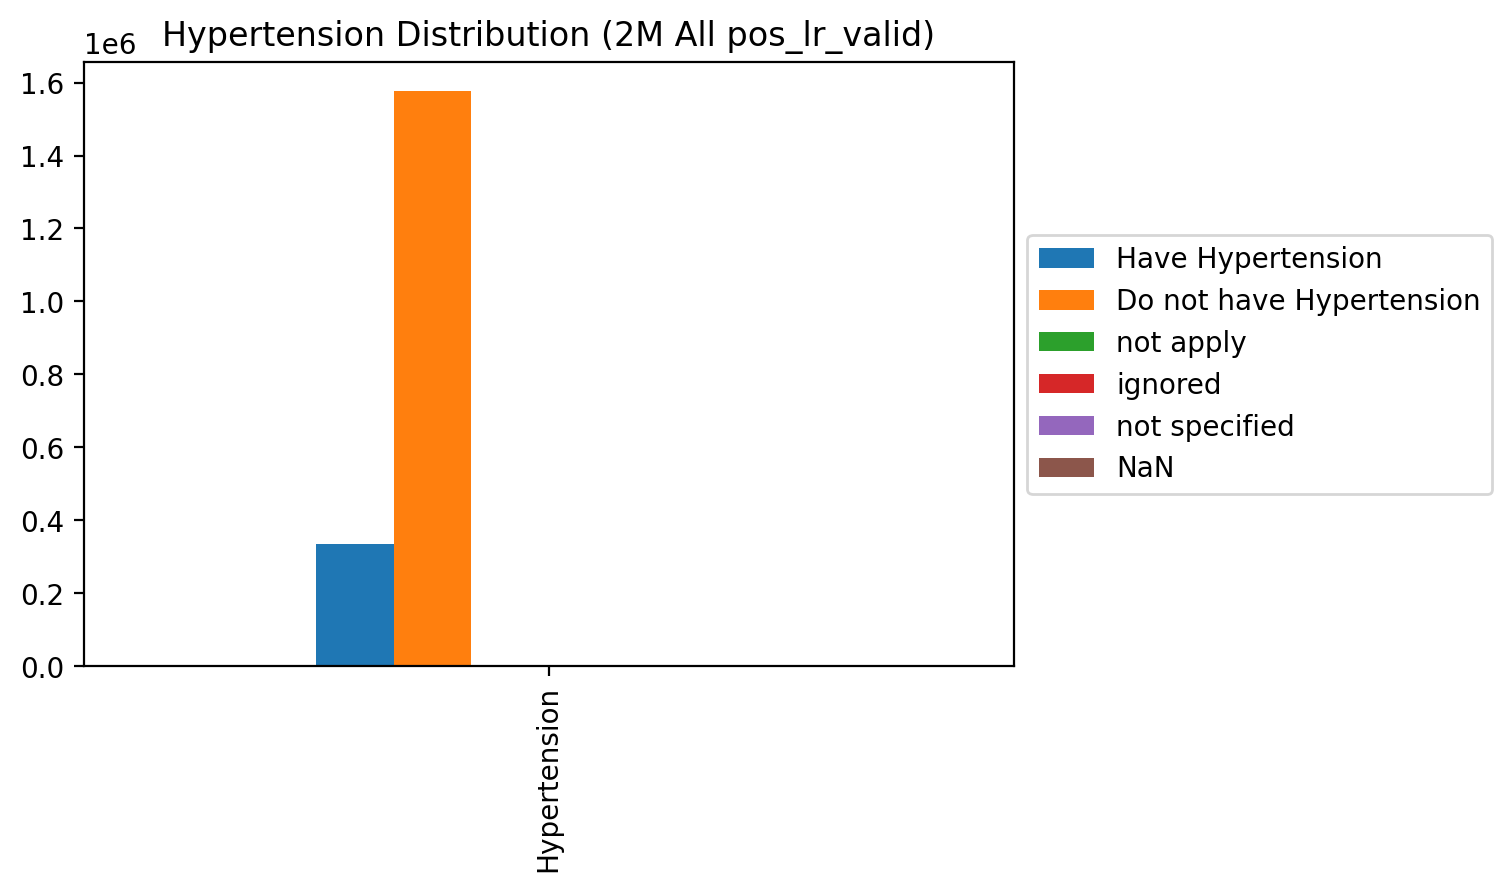 Hypertension Distribution (2M All pos_lr_valid)
1e6
1.6
1.4
1.2
1.0
0.8
0.6
0.4
0.2
0.0
Hypertension
Have Hypertension
Do not have Hypertension
not apply
ignored
not specified
NaN